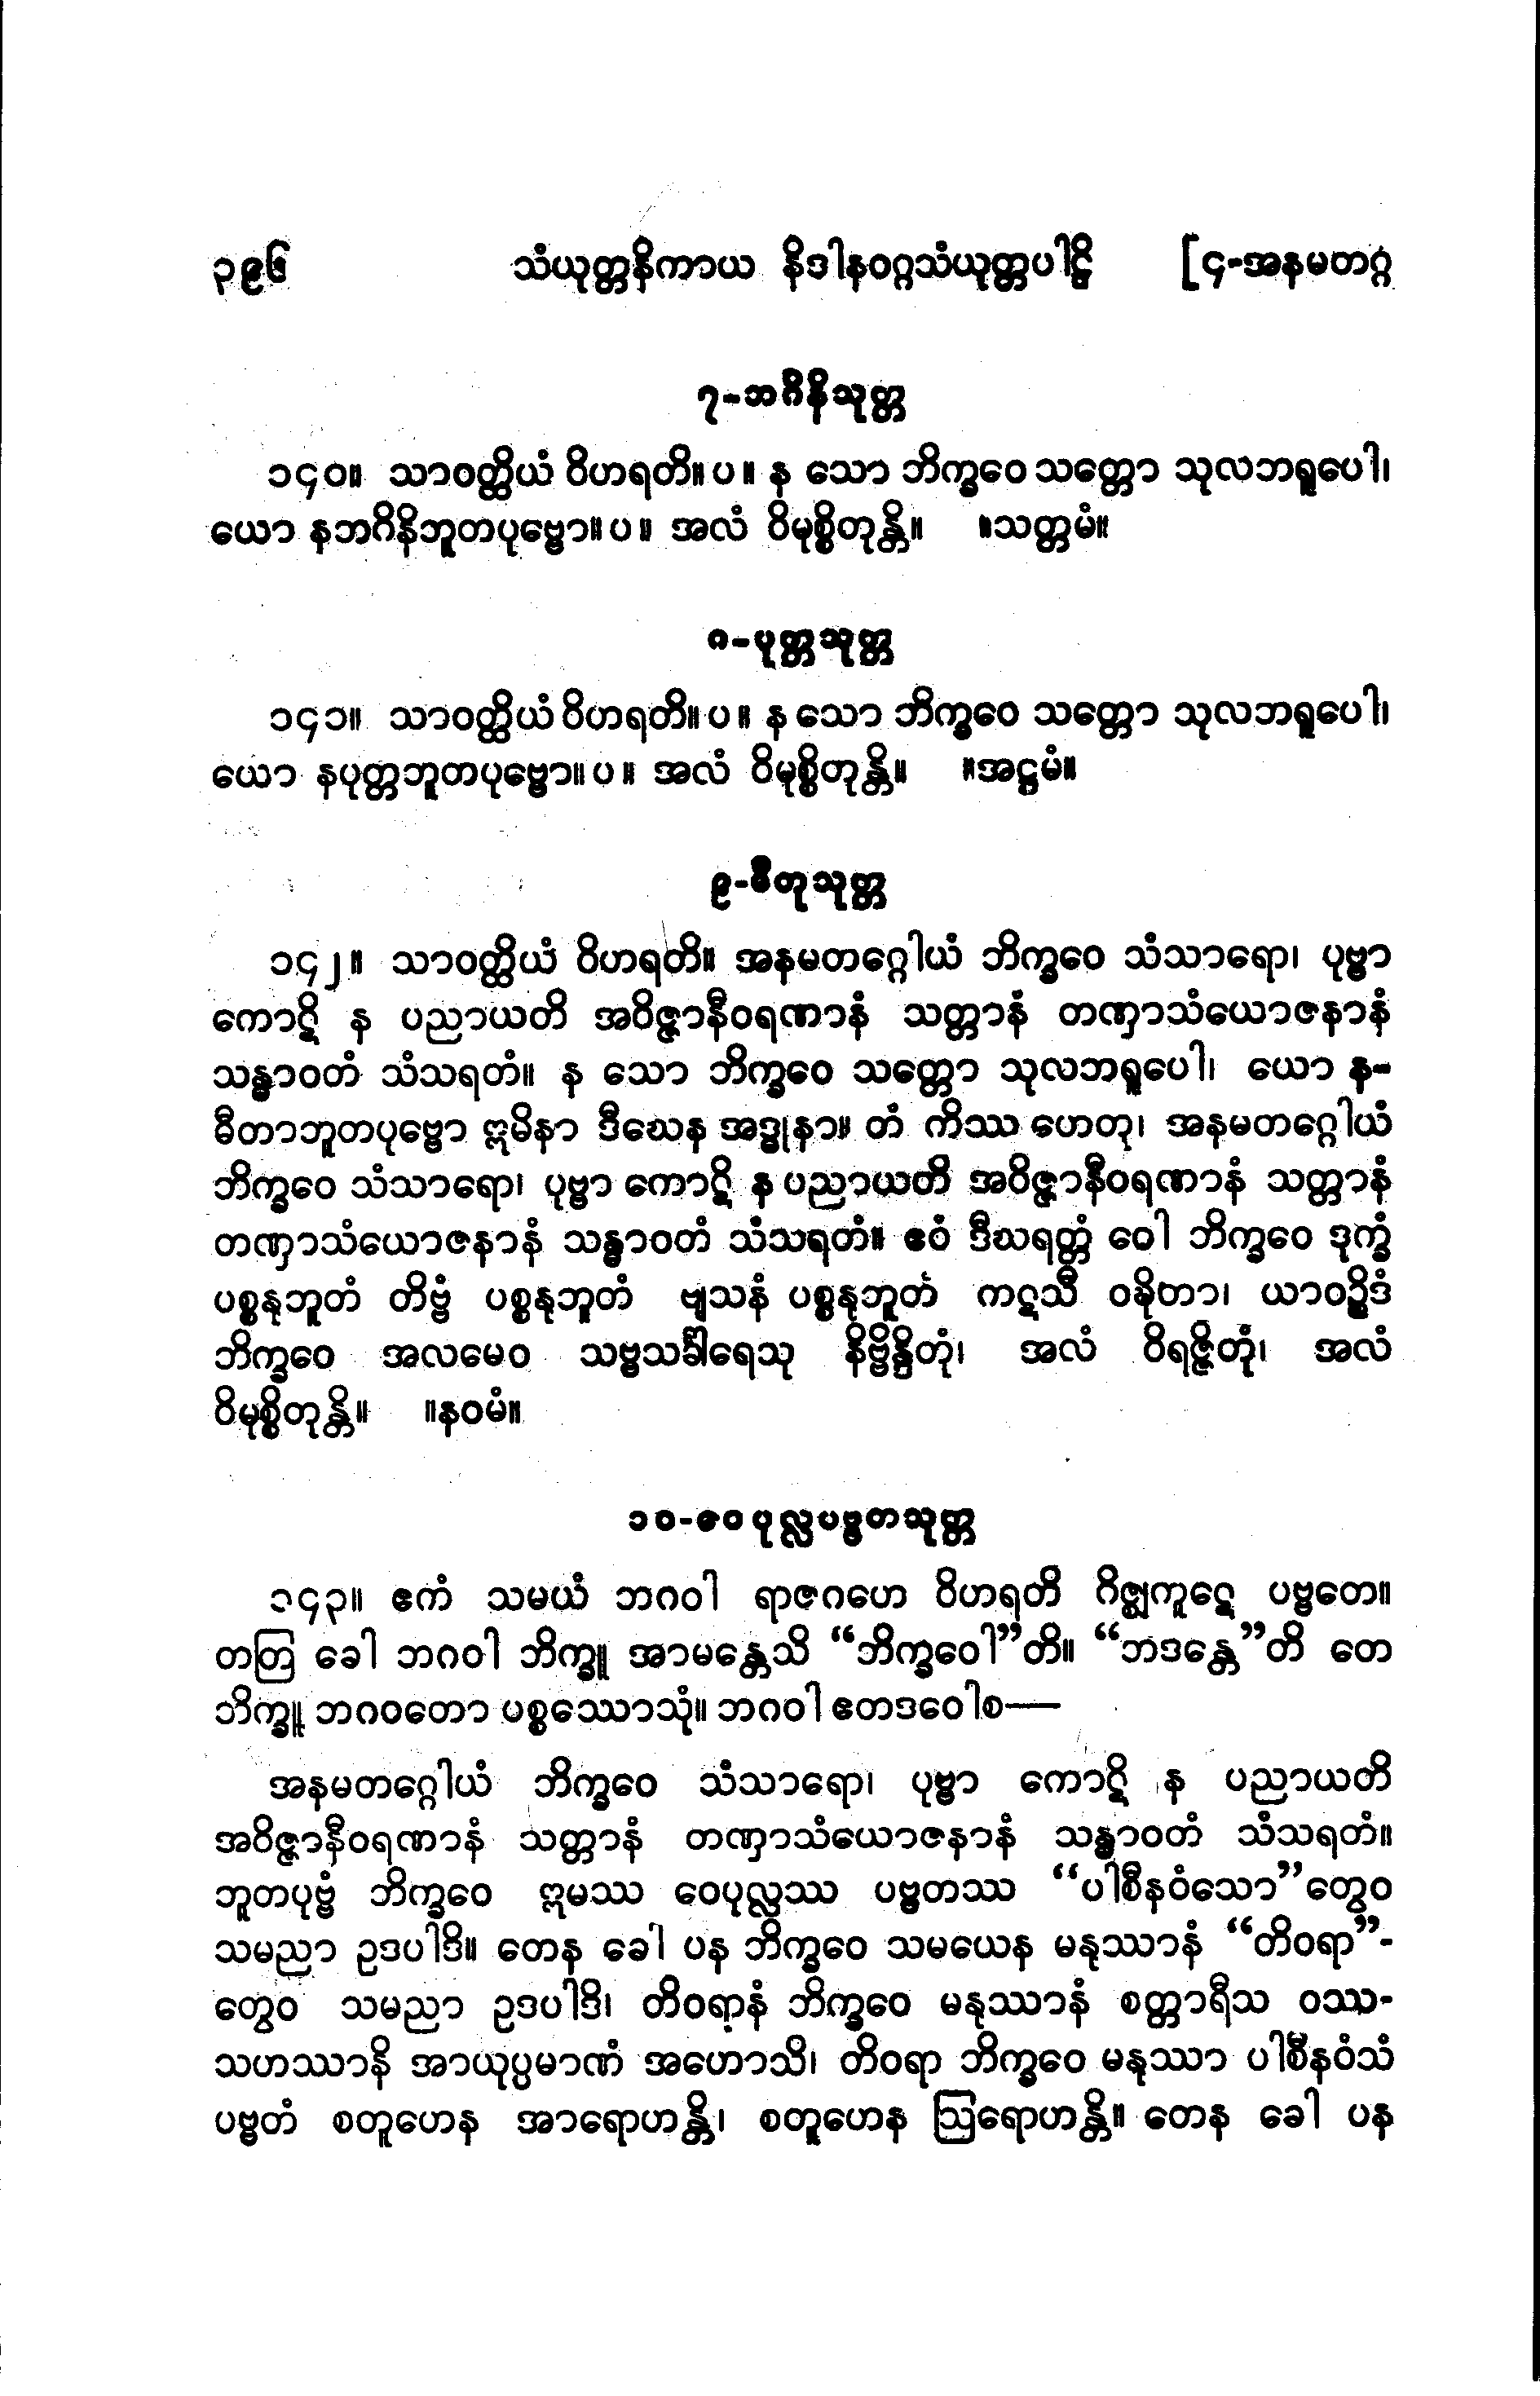 ၃၉၆ သံယုတ္တနိကာယ နိဒါနဝဂ္ဂသံယုတ္တပါဠိ [၄-အနမတဂ္ဂ
၇-ဘဂိနိသုတ္တ
၁၄၀။ သာဝတ္ထိယံ ဝိဟရတိ။ပ။ န သော ဘိက္ခဝေ သတ္တော သုလဘရူပေါ၊
ယော နဘဂိနိဘူတပုဗ္ဗော။ပ။ အလံ ဝိမုစ္စိတုန္တိ။ ။သတ္တမံ။
၈-ပုတ္တသုတ္တ
၁၄၁။ သာဝတ္ထိယံ ဝိဟရတိ။ပ။ န သော ဘိက္ခဝေ သတ္တော သုလဘရူပေါ၊
ယော နပုတ္တဘူတပုဗ္ဗော။ပ။ အလံ ဝိမုစ္စိတုန္တိ။ ။အဋ္ဌမံ။
၉-ဓီတုသုတ္တ
၁၄၂။ သာဝတ္ထိယံ ဝိဟရတိ။ အနမတဂ္ဂေါယံ ဘိက္ခဝေ သံသာရော၊ ပုဗ္ဗာ
ကောဋိ န ပညာယတိ အဝိဇ္ဇာနီဝရဏာနံ သတ္တာနံ တဏှာသံယောဇနာနံ
သန္ဓာဝတံ သံသရတံ။ န သော ဘိက္ခဝေ သတ္တော သုလဘရူပေါ၊ ယော န-
ဓီတာဘူတပုဗ္ဗော ဣမိနာ ဒီဃေန အဒ္ဓုနာ။ တံ ကိဿ ဟေတု၊ အနမတဂ္ဂေါယံ
ဘိက္ခဝေ သံသာရော၊ ပုဗ္ဗာ ကောဋိ န ပညာယတိ အဝိဇ္ဇာနီဝရဏာနံ သတ္တာနံ
တဏှာသံယောဇနာနံ သန္ဓာဝတံ သံသရတံ။ ဧဝံ ဒီဃရတ္တံ ဝေါ ဘိက္ခဝေ ဒုက္ခံ
ပစ္စနုဘူတံ တိဗ္ဗံ ပစ္စနုဘူတံ ဗျသနံ ပစ္စနုဘူတံ ကဋသီ ဝဍ္ဎိတာ၊ ယာဝဉ္စိဒံ
ဘိက္ခဝေ အလမေဝ သဗ္ဗသင်္ခါရေသု နိဗ္ဗိန္ဒိတုံ၊ အလံ ဝိရဇ္ဇိတုံ၊ အလံ
ဝိမုစ္စိတုန္တိ။ ။နဝမံ။
၁၀-ဝေပုလ္လပဗ္ဗတသုတ္တ
၁၄၃။ ဧကံ သမယံ ဘဂဝါ ရာဇဂဟေ ဝိဟရတိ ဂိဇ္ဈကူဋေ ပဗ္ဗတေ။
တတြ ခေါ ဘဂဝါ ဘိက္ခူ အာမန္တေသိ “ဘိက္ခဝေါ”တိ။ “ဘဒန္တေ”တိ တေ
ဘိက္ခူ ဘဂဝတော ပစ္စဿောသုံ။ ဘဂဝါ ဧတဒဝေါစ—
အနမတဂ္ဂေါယံ ဘိက္ခဝေ သံသာရော၊ ပုဗ္ဗာ ကောဋိ န ပညာယတိ
အဝိဇ္ဇာနီဝရဏာနံ သတ္တာနံ တဏှာသံယောဇနာနံ သန္ဓာဝတံ သံသရတံ။
ဘူတပုဗ္ဗံ ဘိက္ခဝေ ဣမဿ ဝေပုလ္လဿ ပဗ္ဗတဿ “ပါစီနဝံသော”တွေဝ
သမညာ ဥဒပါဒိ။ တေန ခေါ ပန ဘိက္ခဝေ သမယေန မနုဿာနံ “တိဝရာ”-
တွေဝ သမညာ ဥဒပါဒိ၊ တိဝရာနံ ဘိက္ခဝေ မနုဿာနံ စတ္တာရီသ ဝဿ-
သဟဿာနိ အာယုပ္ပမာဏံ အဟောသိ၊ တိဝရာ ဘိက္ခဝေ မနုဿာ ပါစီနဝံသံ
ပဗ္ဗတံ စတူဟေန အာရောဟန္တိ၊ စတူဟေန ဩရောဟန္တိ။ တေန ခေါ ပန